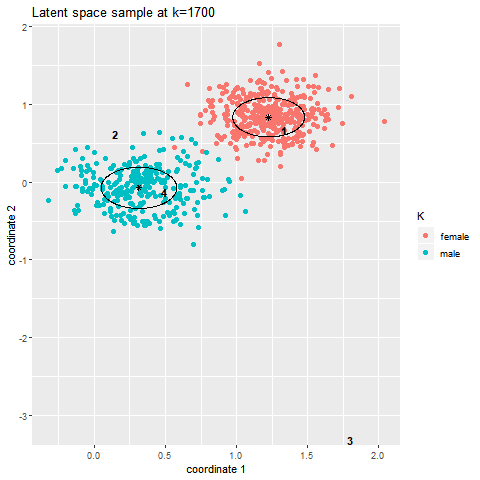 Latent space sample at k=1700
2
1
0
-1
-2
-3
coordinate 2
2
1
4
3
0.0 0.5 1.0 1.5 2.0
coordinate 1
K
female
male